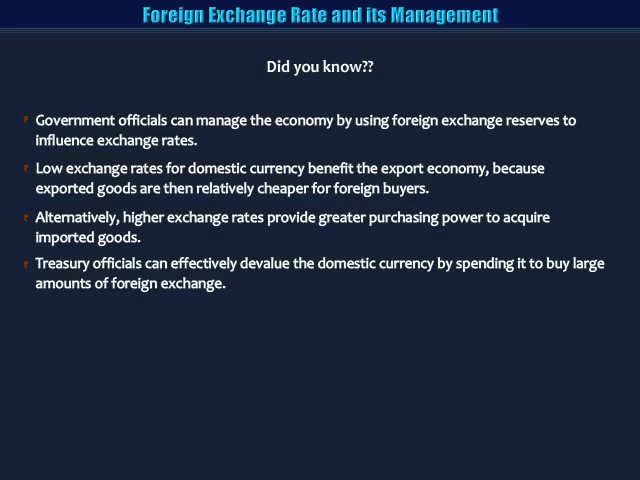 Foreign Exchange Rate and its Management
Did you know??
Government officials can manage the economy by using foreign exchange reserves to
influence exchange rates.
Low exchange rates for domestic currency benefit the export economy, because
exported goods are then relatively cheaper for foreign buyers.
Alternatively, higher exchange rates provide greater purchasing power to acquire
imported goods.
Treasury officials can effectively devalue the domestic currency by spending it to buy large
amounts of foreign exchange.